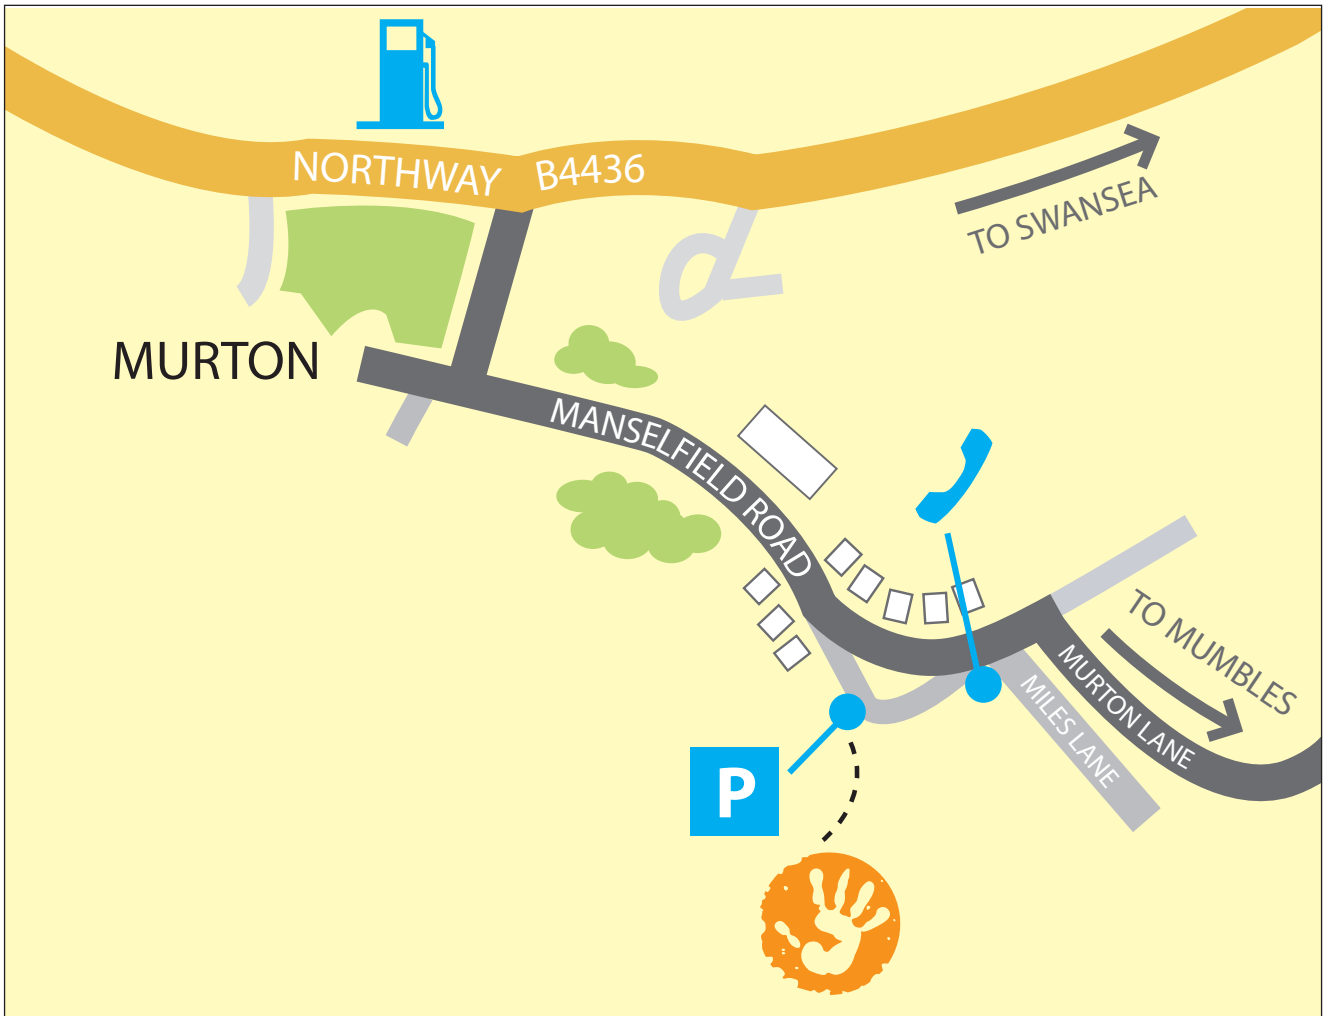 NORTHWAY B4436
TO SWANSEA
MURTON
MANSELFIELD ROAD
TO MUMBLES
MURTON LANE
MILES LANE
P